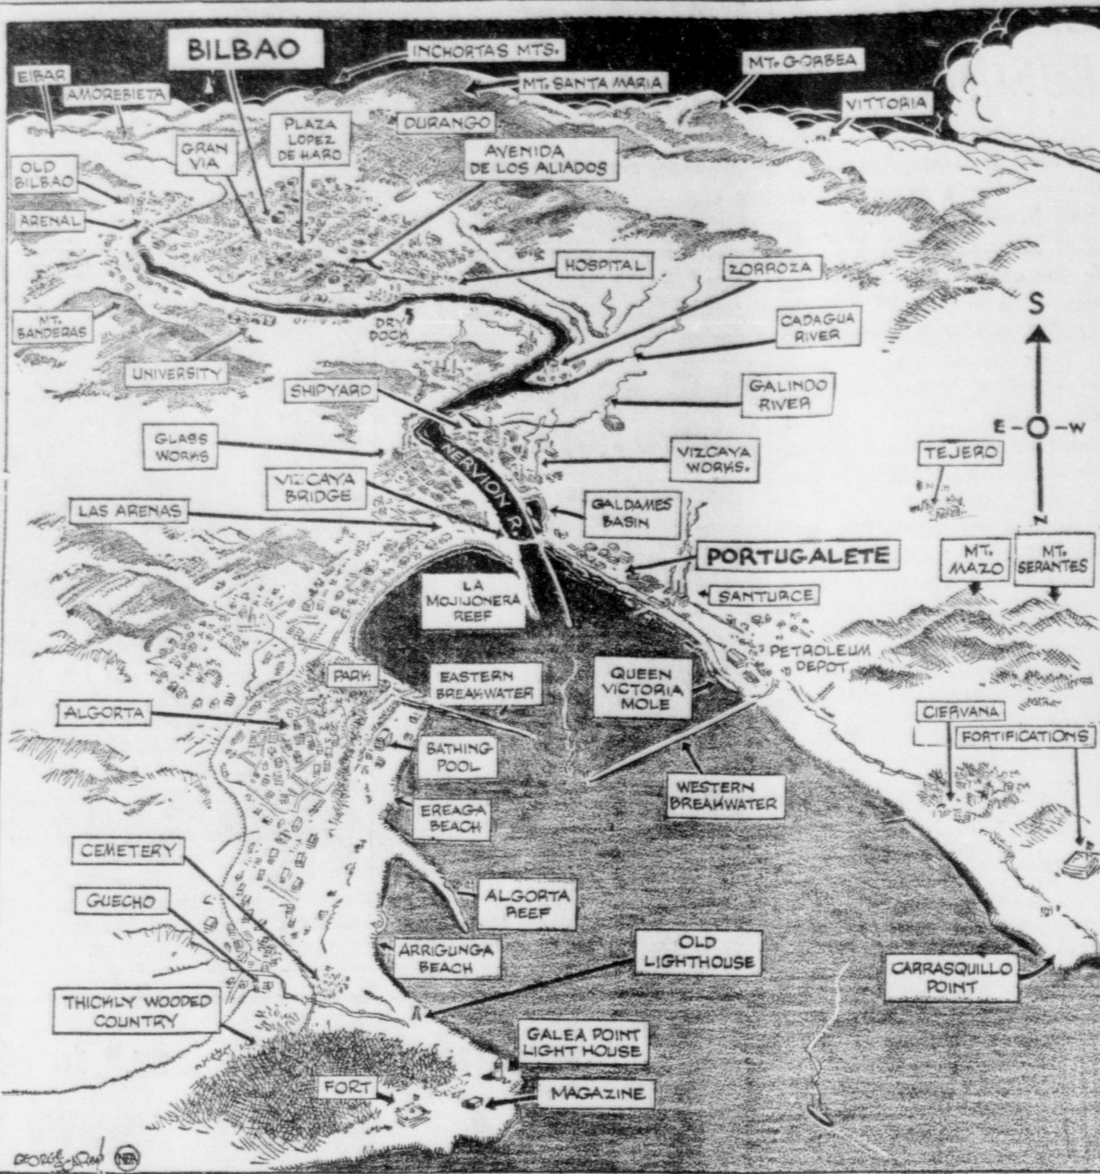 BILBAO
INCHORTAS MTS.
MT. SANTA MARIA
MT. GORBEA
EIBAR
AMOREBIETA
VITTORIA
PLAZA
LOPEZ
DE HARO
DURANGO
GRAN
VIA
AVENIDA
DE LOS ALIADOS
OLD
BILBAO
ARENAL
HOSPITAL
ZORROZA
MT.
BANDERAS
DRY
DOCK
CADAGUA
RIVER
S
UNIVERSITY
SHIPYARD
GALINDO
RIVER
E
W
GLASS
WORKS
NERVION R.
VIZCAYA
WORKS.
TEJERO
VIZCAYA
BRIDGE
LAS ARENAS
GALDAMES
BASIN
N
PORTUGALETE
MT.
MAZO
MT.
SERANTES
LA
MOJIJONERA
REEF
SANTURCE
PETROLEUM
DEPOT
PARK
EASTERN
BREAKWATER
QUEEN
VICTORIA
MOLE
ALGORTA
CIERVANA
FORTIFICATIONS
BATHING
POOL
WESTERN
BREAKWATER
EREAGA
BEACH
CEMETERY
GUECHO
ALGORTA
REEF
ARRIGUNGA
BEACH
OLD
LIGHTHOUSE
CARRASQUILLO
POINT
THICKLY WOODED
COUNTRY
GALEA POINT
LIGHT HOUSE
FORT
MAGAZINE
GEORGE
NEA